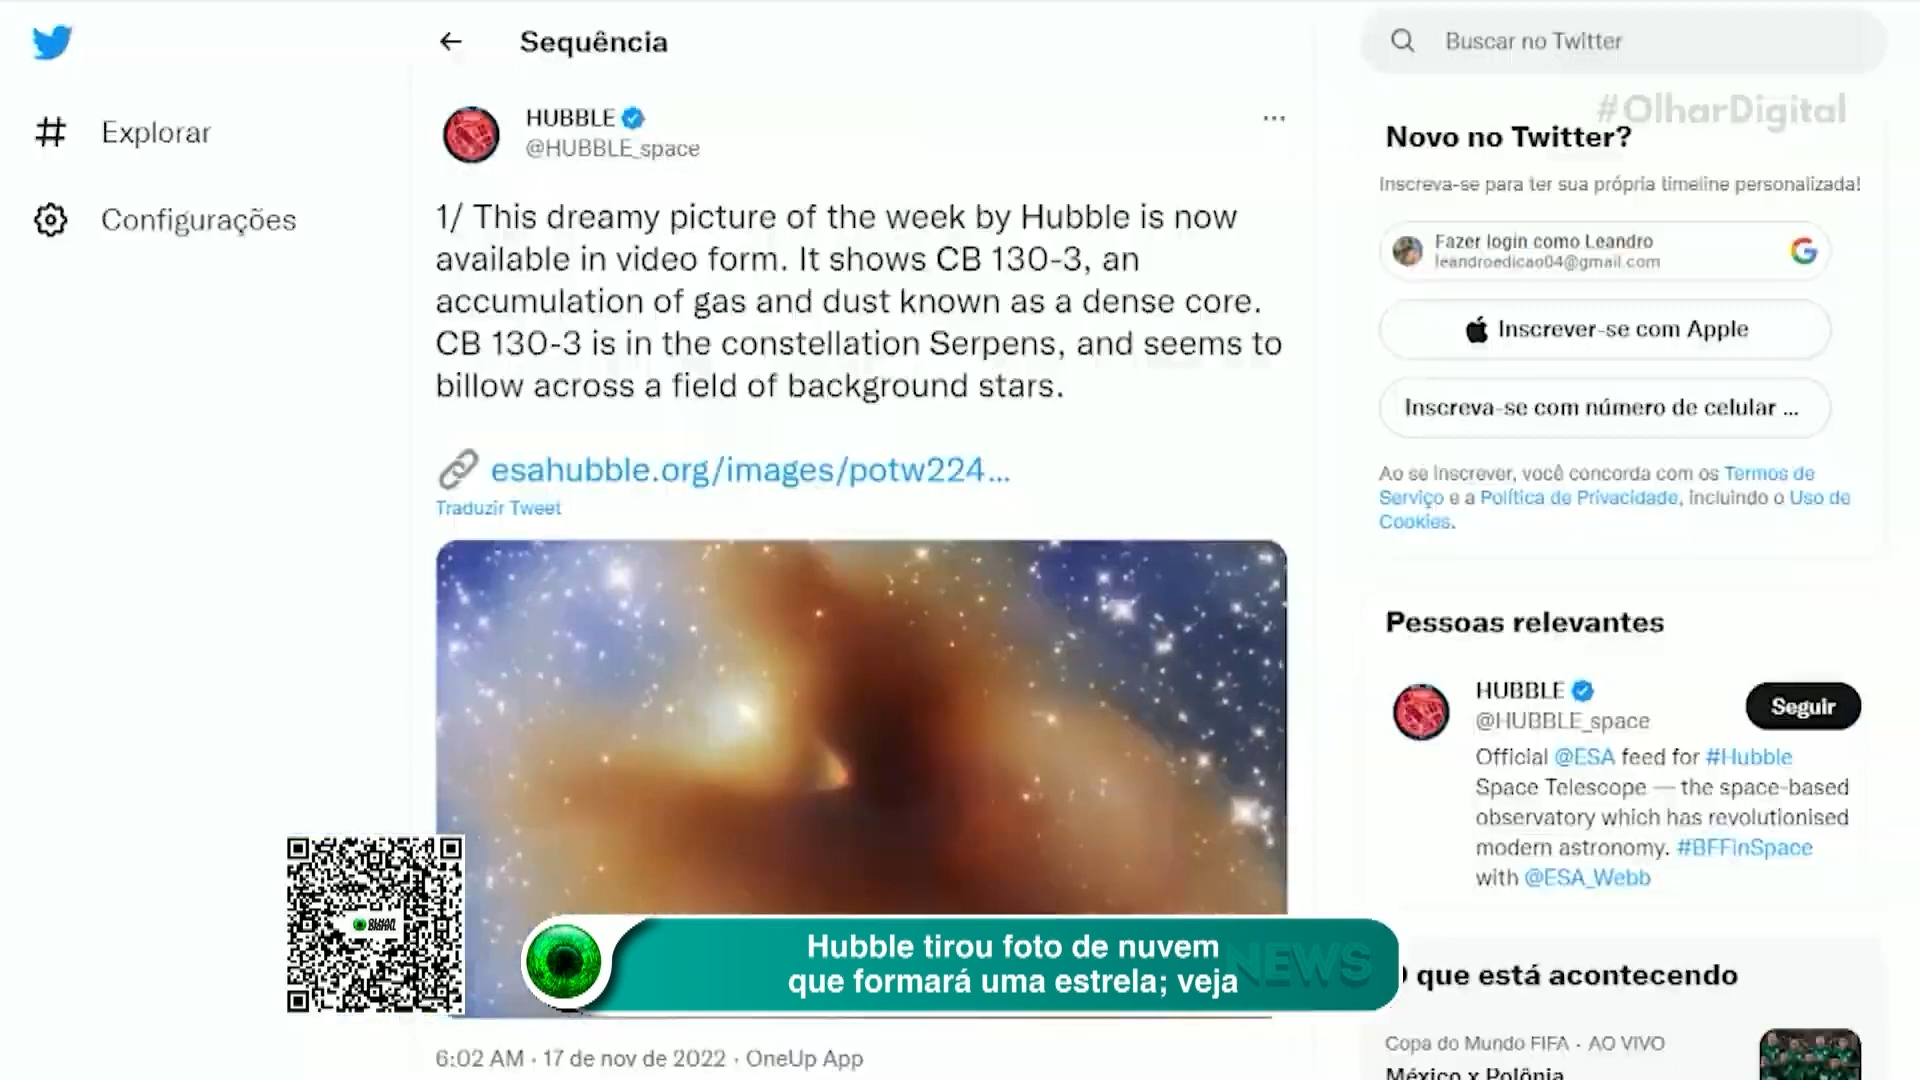 Explorar
Configurações
Sequência
HUBBLE
@HUBBLE_space
1/ This dreamy picture of the week by Hubble is now
available in video form. It shows CB 130-3, an
accumulation of gas and dust known as a dense core.
CB 130-3 is in the constellation Serpens, and seems to
billow across a field of background stars.
esahubble.org/images/potw224...
Traduzir Tweet
Hubble tirou foto de nuvem
que formará uma estrela; veja
NEWS
6:02 AM · 17 de nov de 2022 · OneUp App
Buscar no Twitter
#OlharDigital
Novo no Twitter?
Inscreva-se para ter sua própria timeline personalizada!
Fazer login como Leandro
leandroedicao04@gmail.com
Inscrever-se com Apple
Inscreva-se com número de celular ...
Ao se inscrever, você concorda com os Termos de
Serviço e a Política de Privacidade, incluindo o Uso de
Cookies.
Pessoas relevantes
HUBBLE
@HUBBLE_space
Seguir
Official @ESA feed for #Hubble
Space Telescope — the space-based
observatory which has revolutionised
modern astronomy. #BFFinSpace
with @ESA_Webb
que está acontecendo
Copa do Mundo FIFA · AO VIVO
México x Polônia